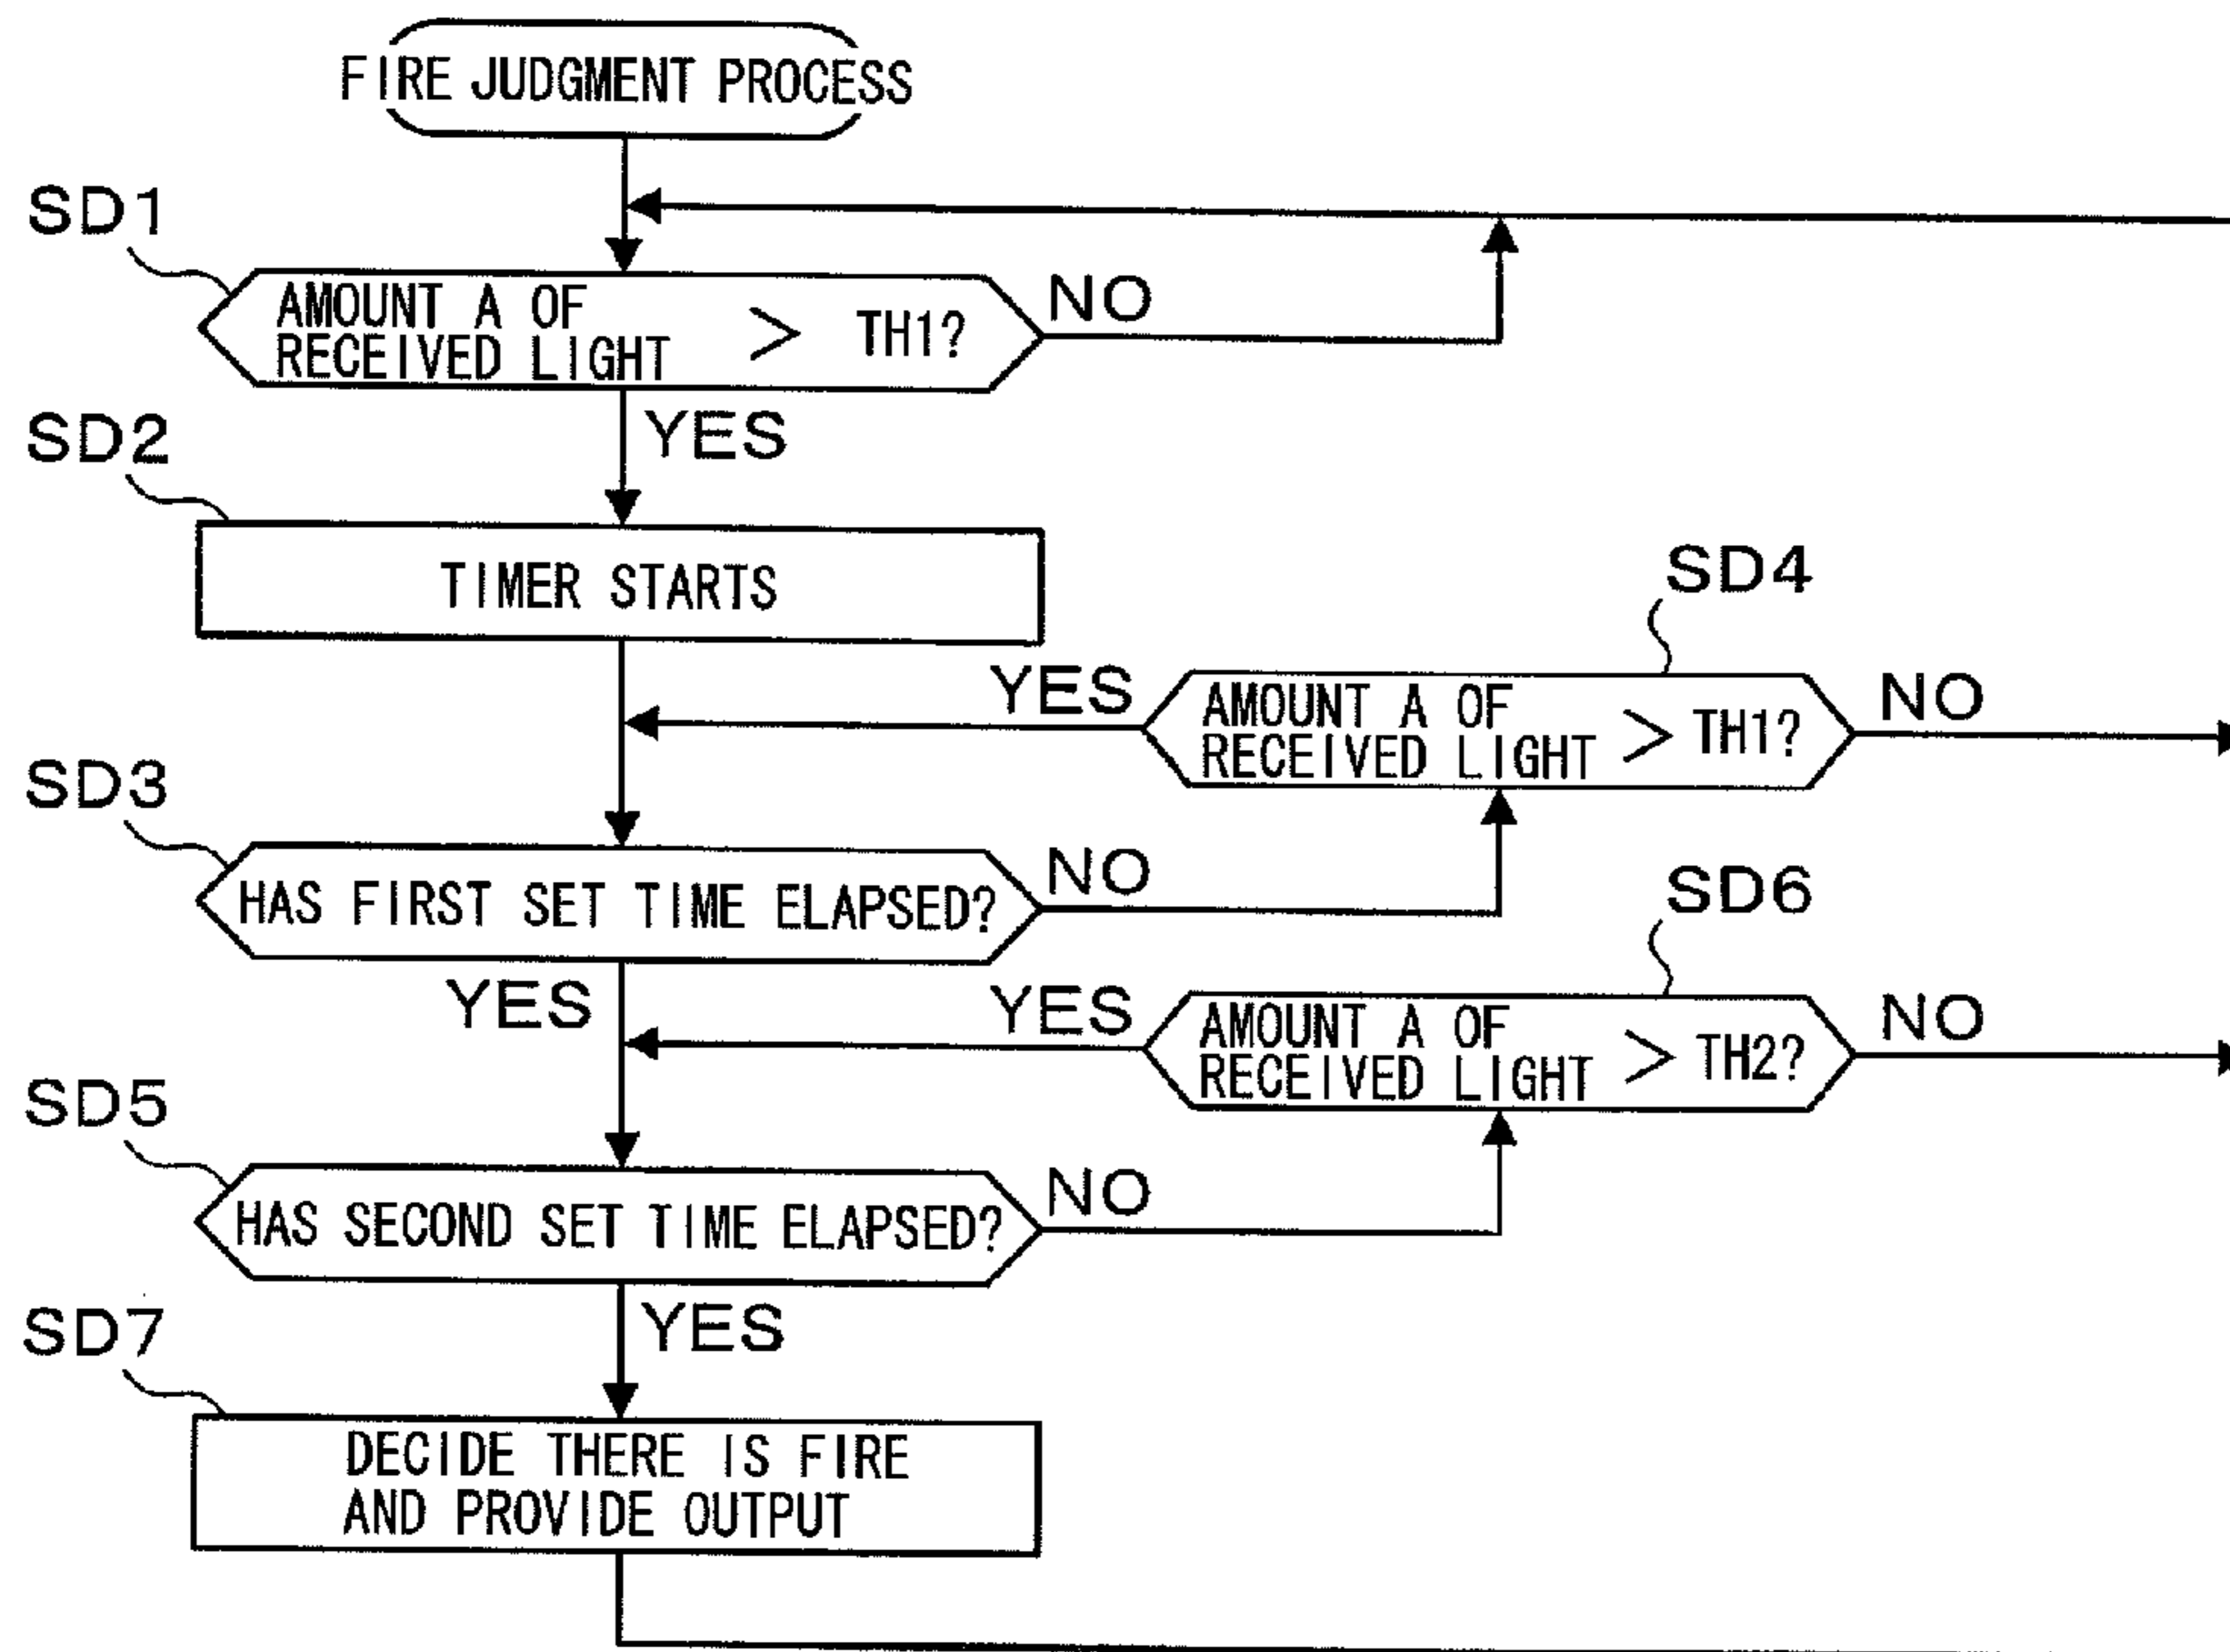 FIRE JUDGMENT PROCESS
SD1
AMOUNT A OF
RECEIVED LIGHT > TH1?
NO
YES
SD2
TIMER STARTS
SD4
YES
AMOUNT A OF
RECEIVED LIGHT > TH1?
NO
SD3
HAS FIRST SET TIME ELAPSED?
NO
YES
SD6
YES
AMOUNT A OF
RECEIVED LIGHT > TH2?
NO
SD5
HAS SECOND SET TIME ELAPSED?
NO
YES
SD7
DECIDE THERE IS FIRE
AND PROVIDE OUTPUT